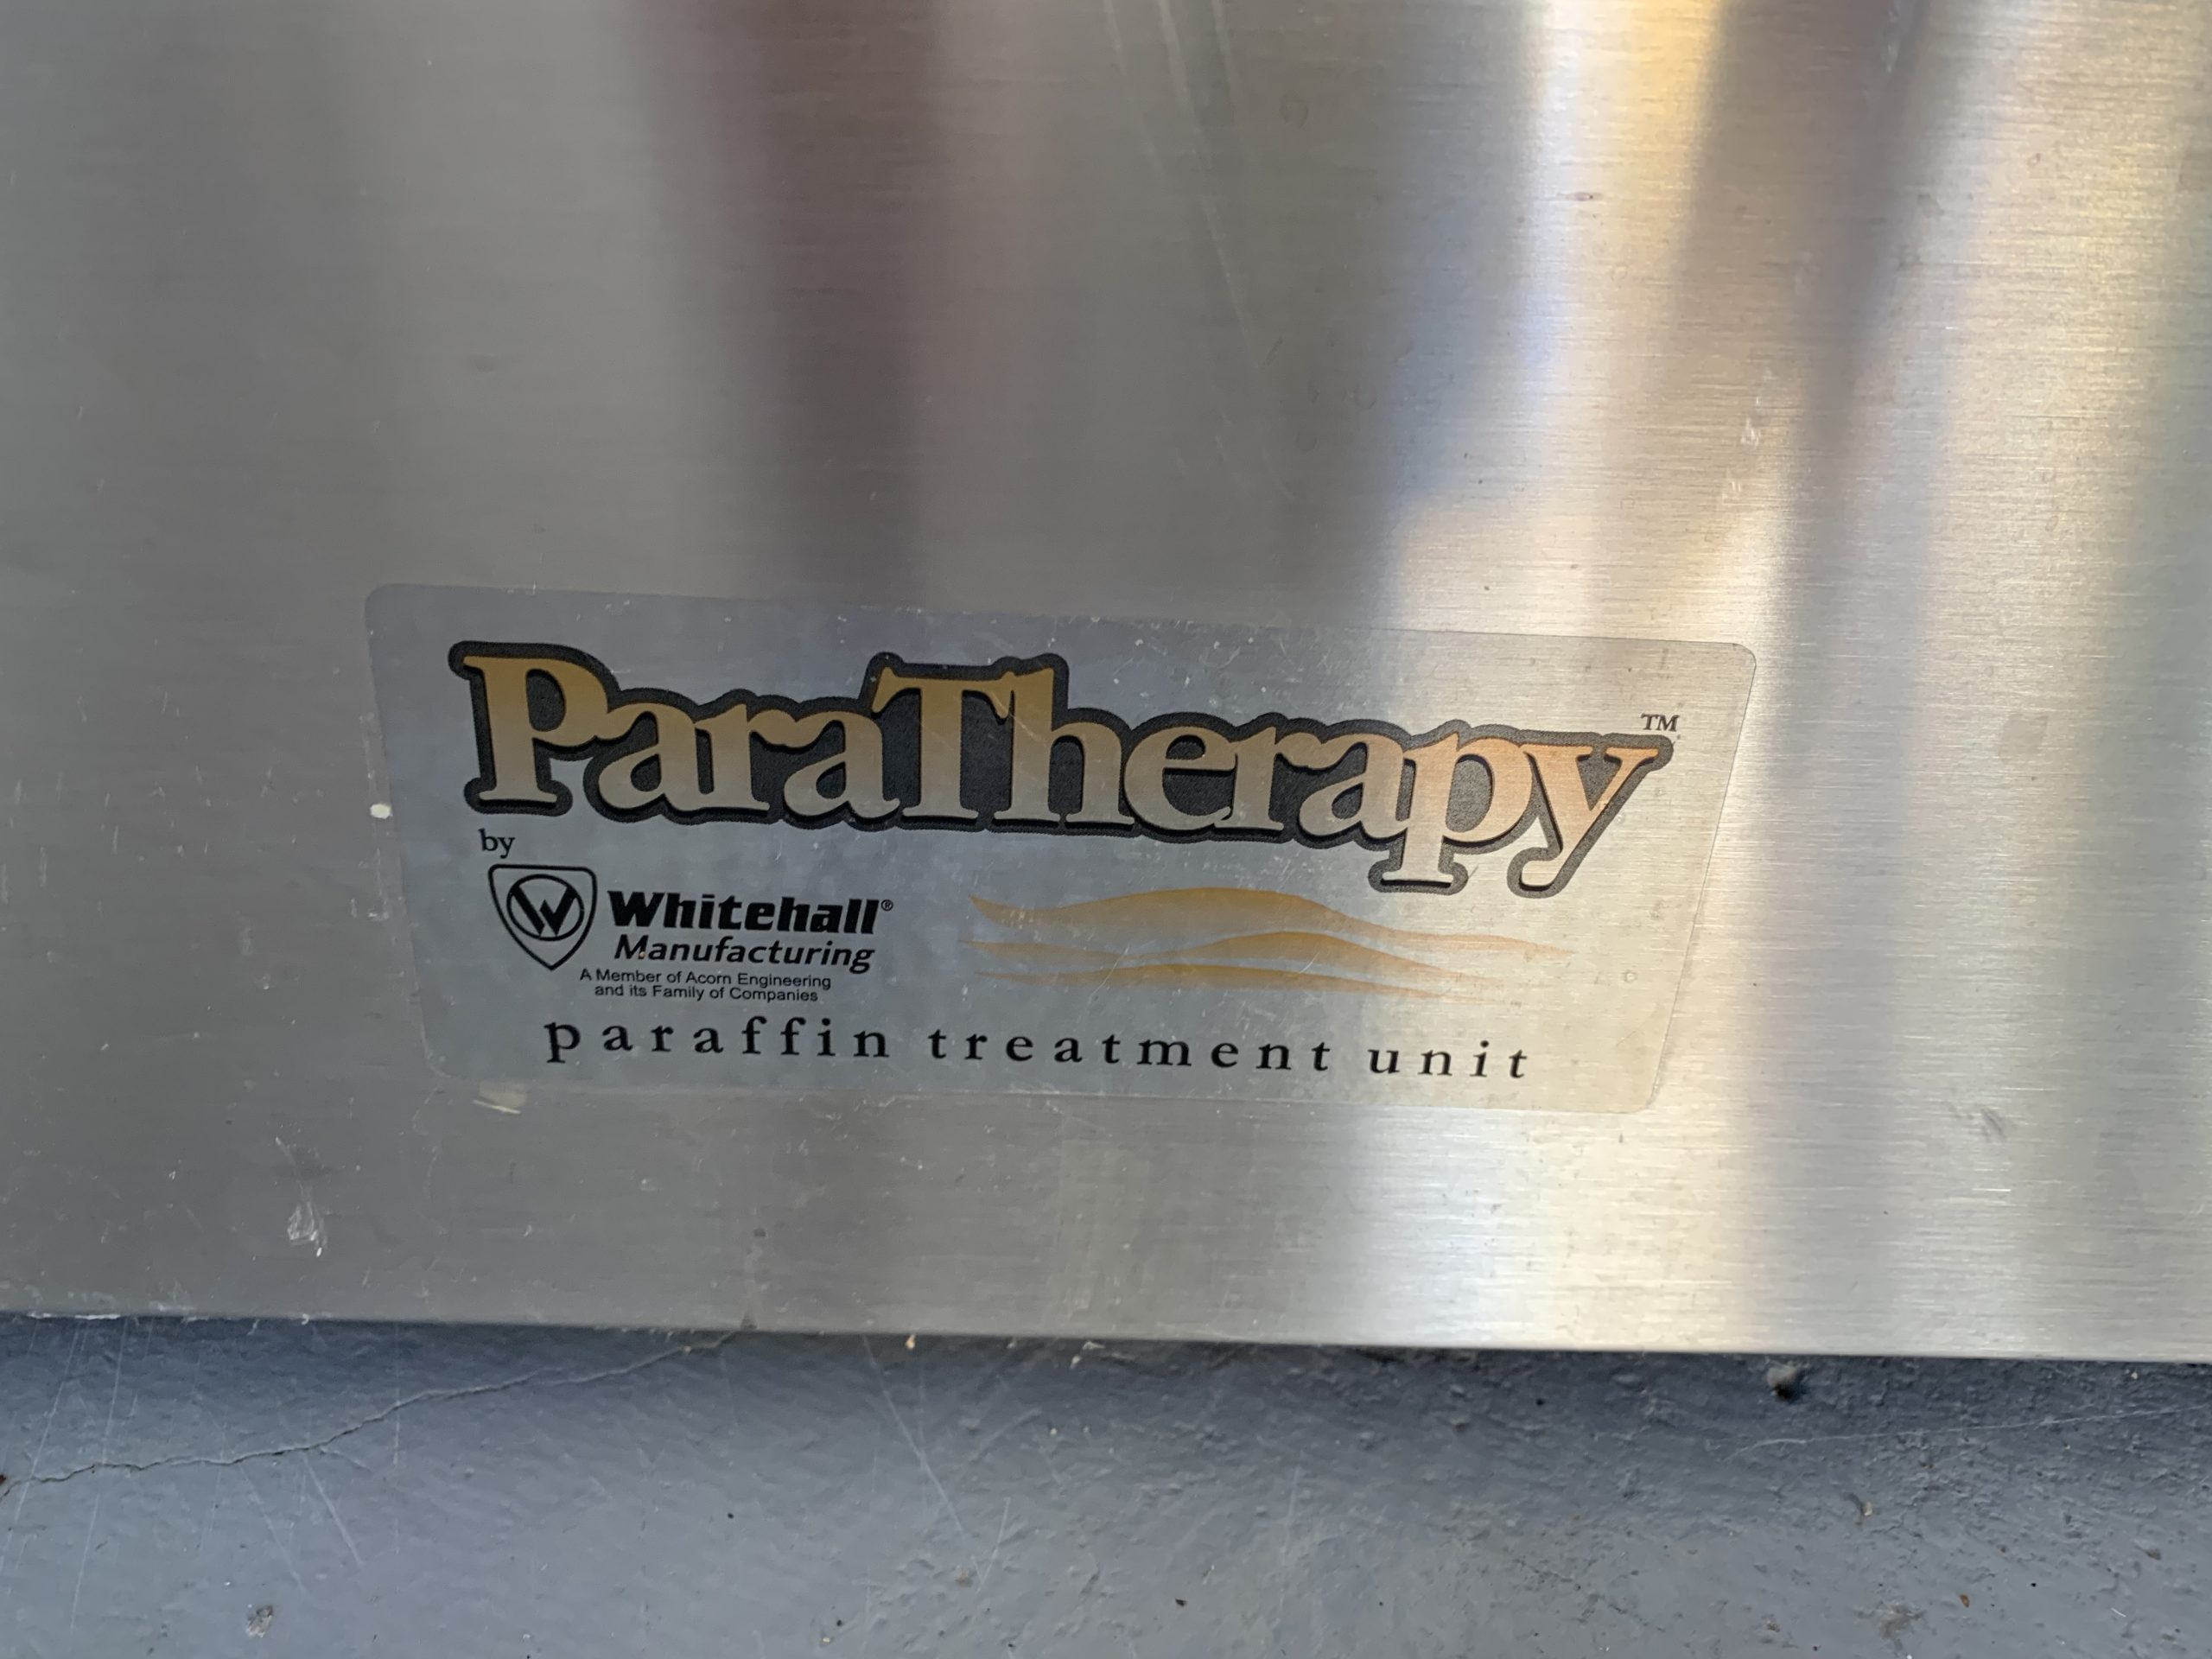 ParaTherapy™
by
W Whitehall®
Manufacturing
A Member of Acorn Engineering
and its Family of Companies
paraffin treatment unit